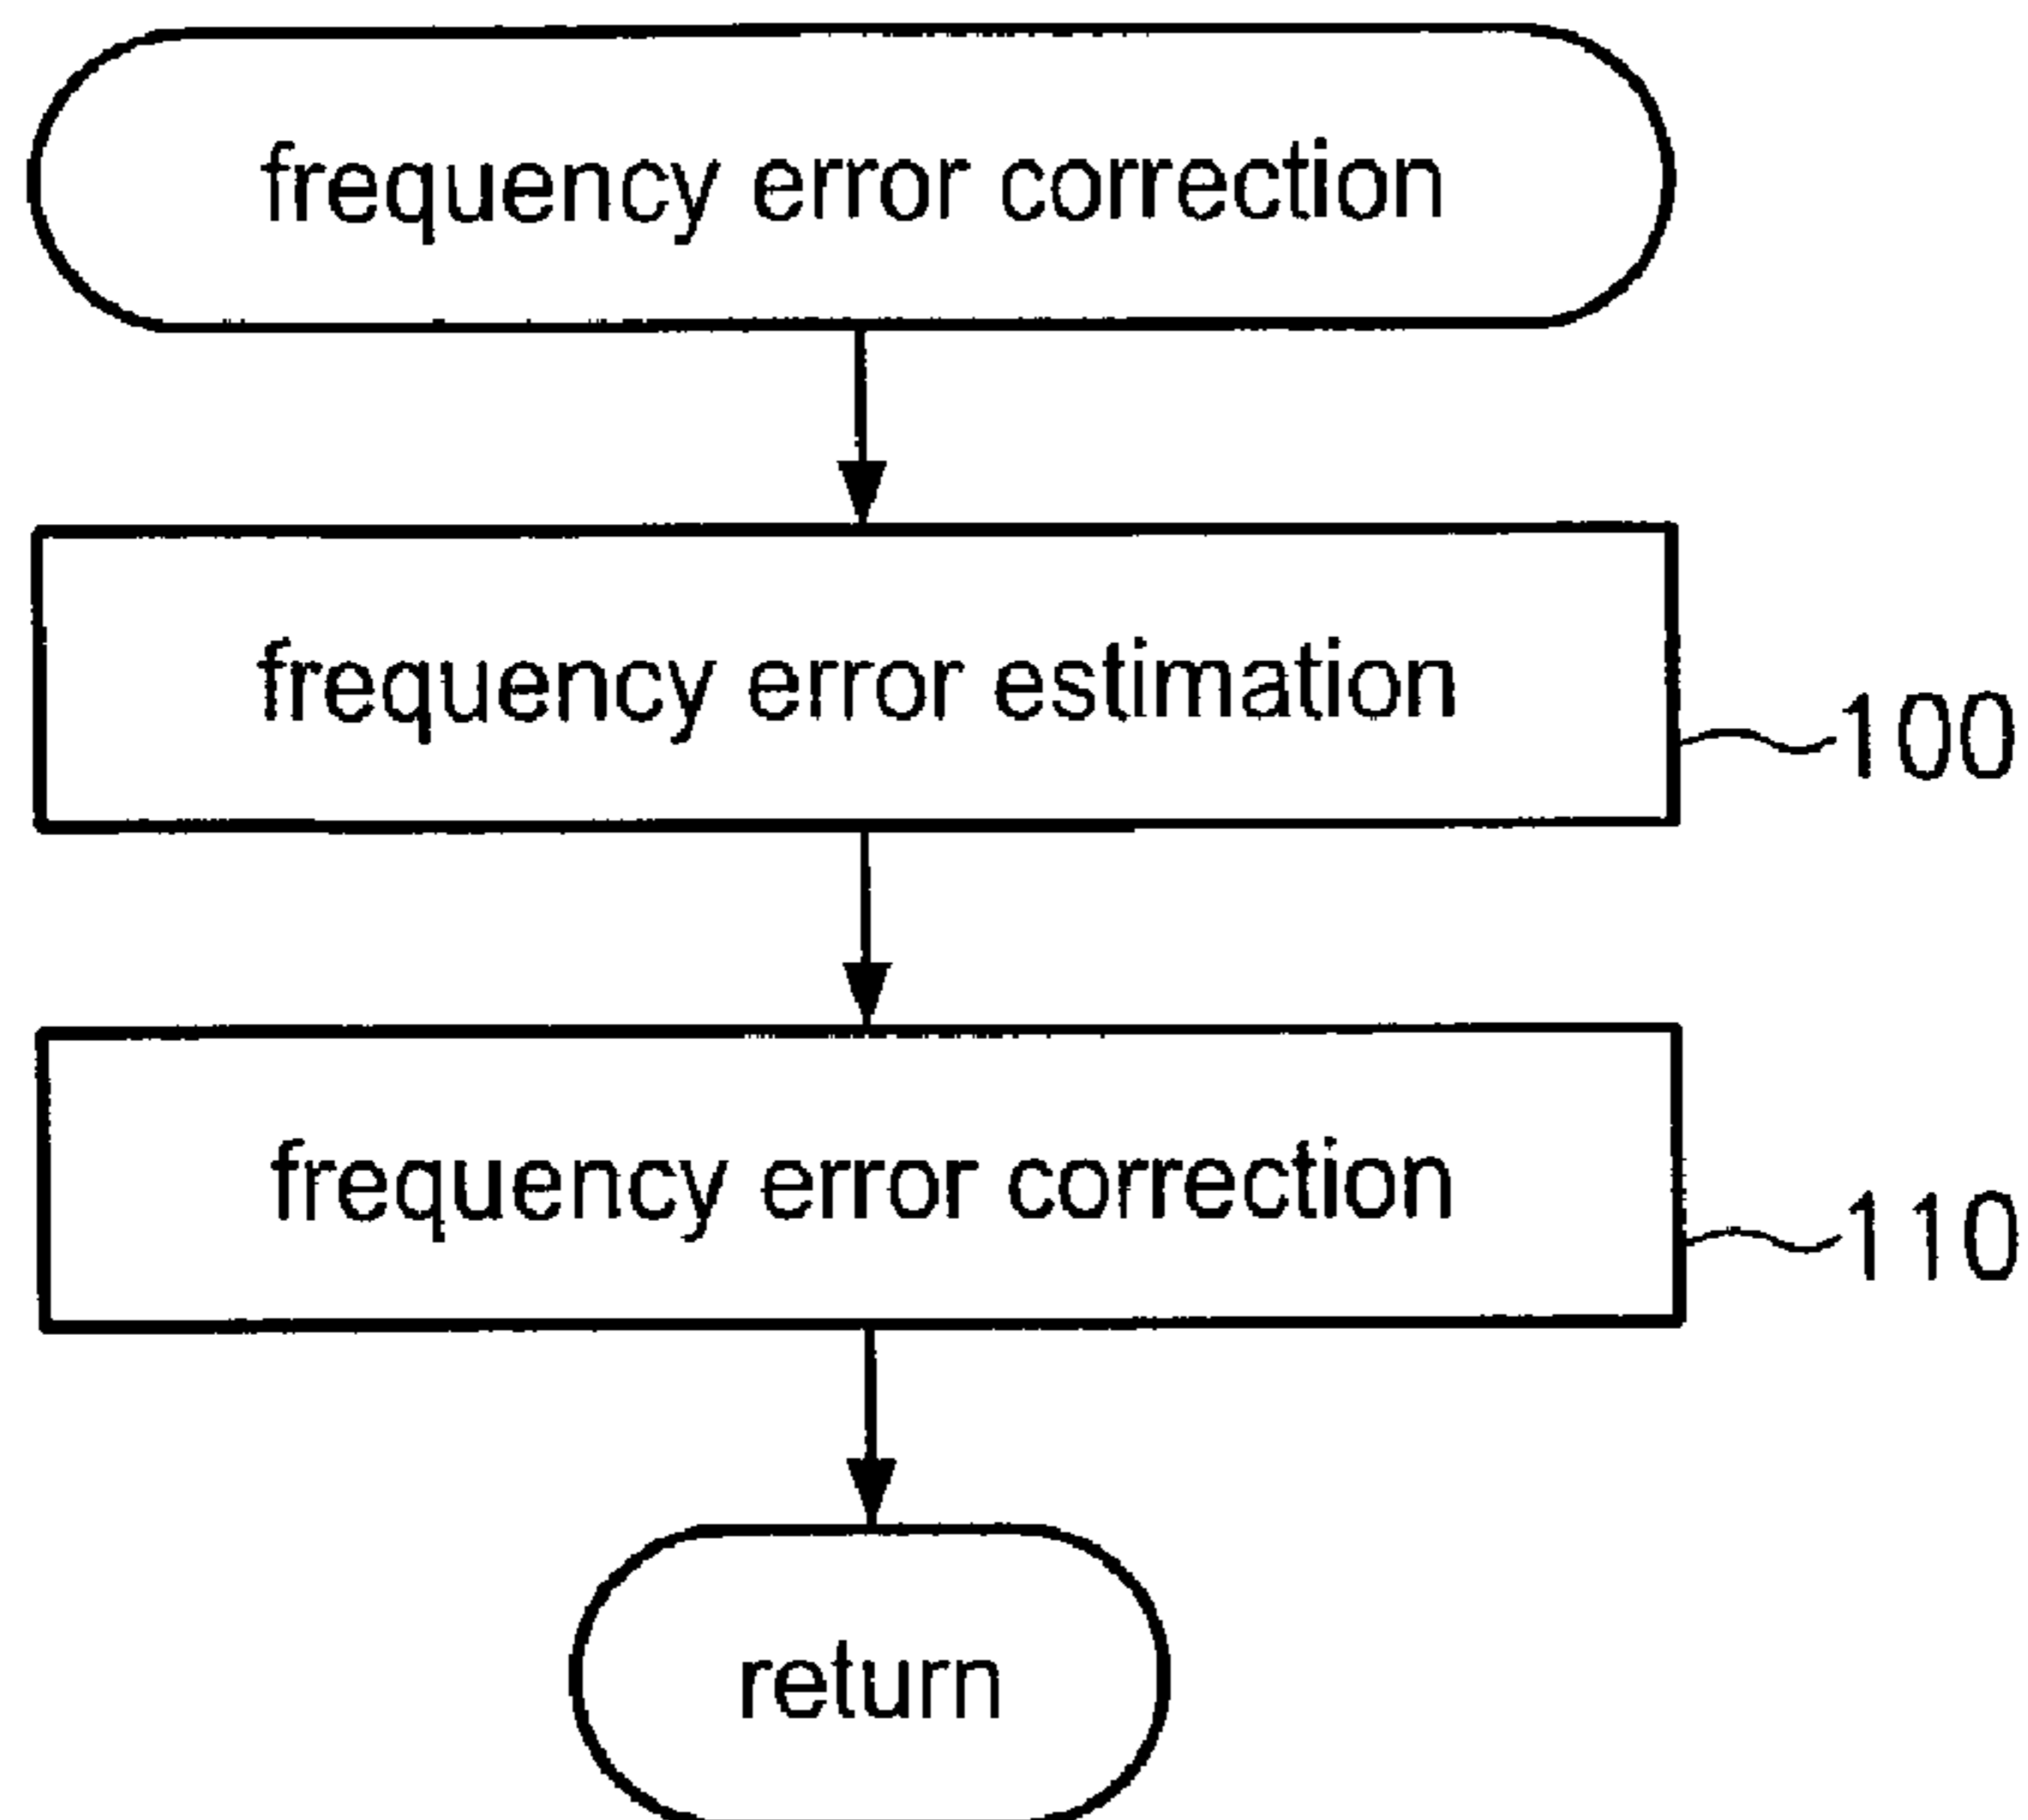 frequency error correction
frequency error estimation
100
frequency error correction
110
return